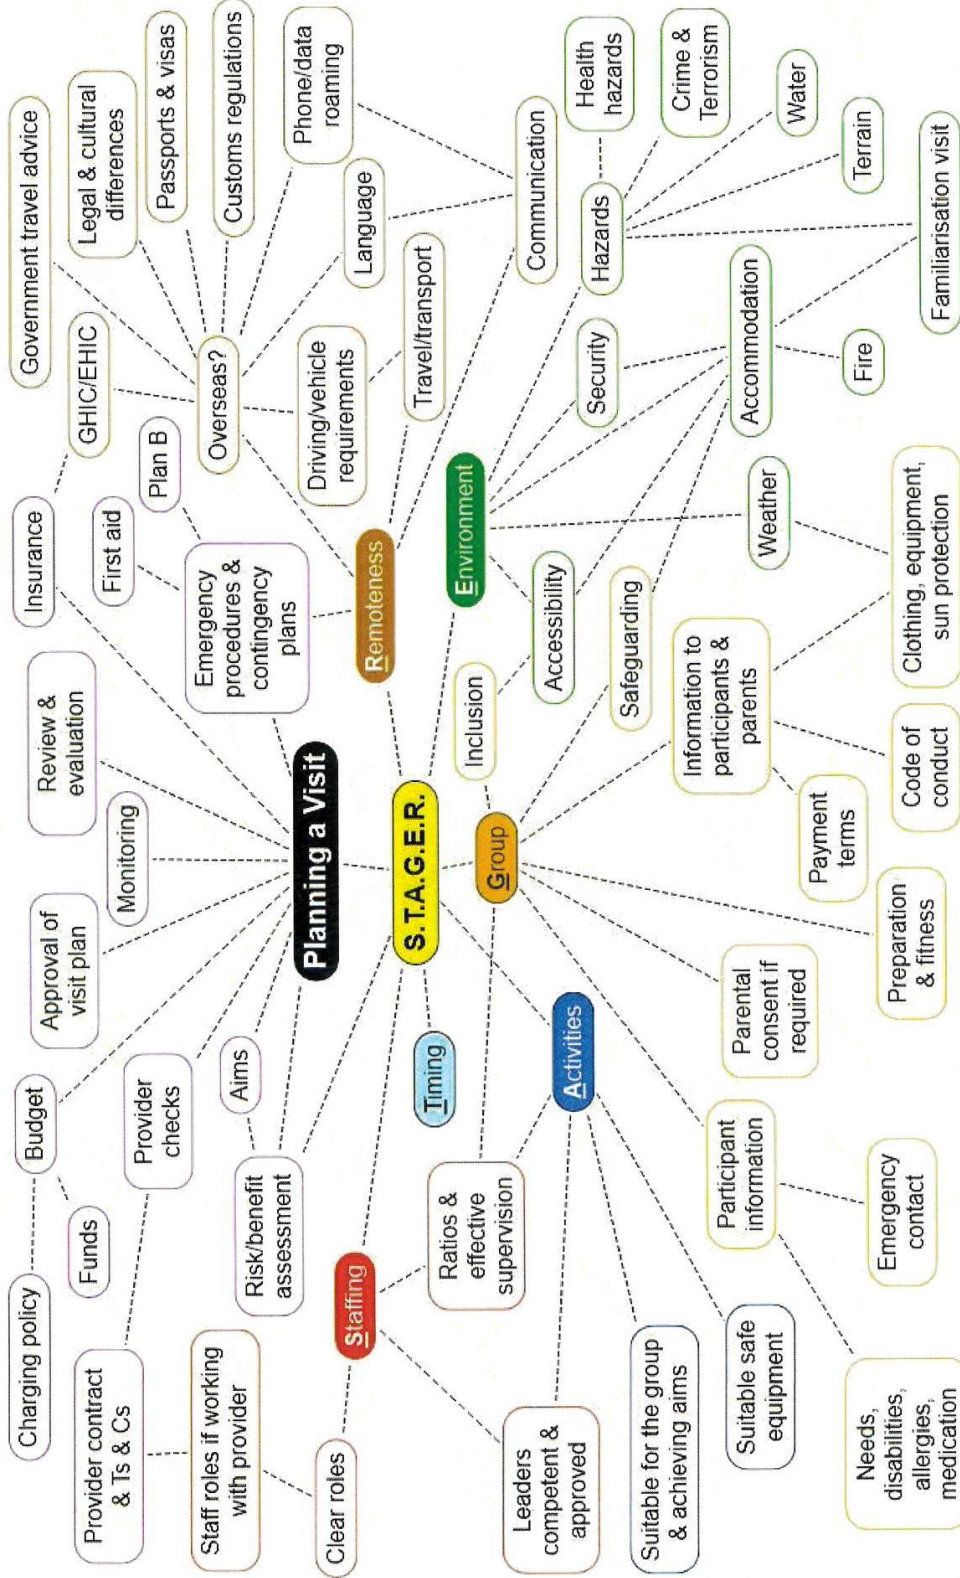 Charging policy
Budget
Approval of
visit plan
Review &
evaluation
Insurance
Government travel advice
Provider contract
& Ts & Cs
Funds
Monitoring
First aid
GHIC/EHIC
Legal & cultural
differences
Passports & visas
Provider
checks
Plan B
Staff roles if working
with provider
Aims
Emergency
procedures &
contingency
plans
Overseas?
Customs regulations
Risk/benefit
assessment
Planning a Visit
Driving/vehicle
requirements
Phone/data
roaming
Clear roles
Staffing
Remoteness
Language
S.T.A.G.E.R.
Timing
Travel/transport
Ratios &
effective
supervision
Environment
Leaders
competent &
approved
Group
Inclusion
Communication
Activities
Accessibility
Security
Hazards
Health
hazards
Safeguarding
Suitable for the group
& achieving aims
Crime &
Terrorism
Participant
information
Parental
consent if
required
Information to
participants &
parents
Weather
Accommodation
Water
Suitable safe
equipment
Payment
terms
Fire
Terrain
Needs,
disabilities,
allergies,
medication
Emergency
contact
Preparation
& fitness
Code of
conduct
Clothing, equipment,
sun protection
Familiarisation visit